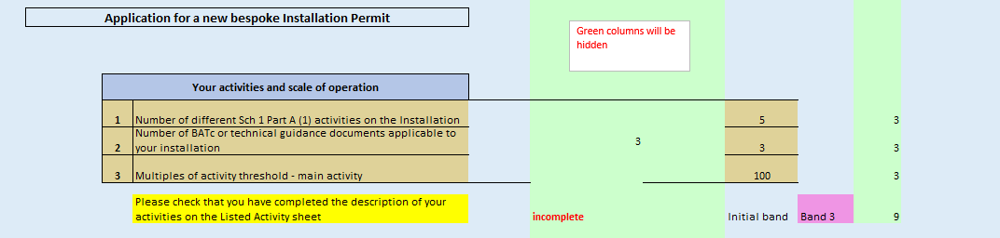 Application for a new bespoke Installation Permit
Green columns will be
hidden
Your activities and scale of operation
1 Number of different Sch 1 Part A (1) activities on the Installation 5 3
Number of BATc or technical guidance documents applicable to
3
2 your installation 3 3
3 Multiples of activity threshold - main activity 100 3
Please check that you have completed the description of your
activities on the Listed Activity sheet incomplete Initial band Band 3 9